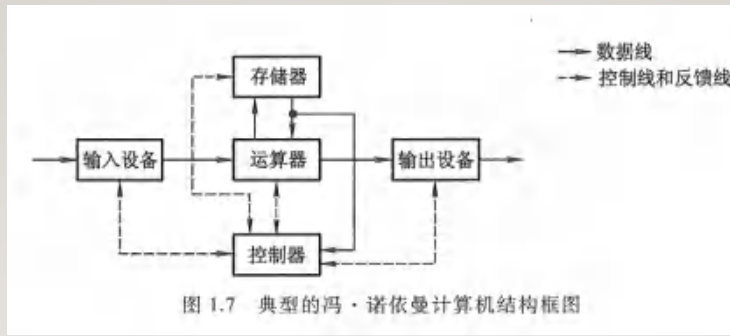 数据线
控制线和反馈线
存储器
输入设备
运算器
输出设备
控制器
图 1.7 典型的冯·诺依曼计算机结构框图